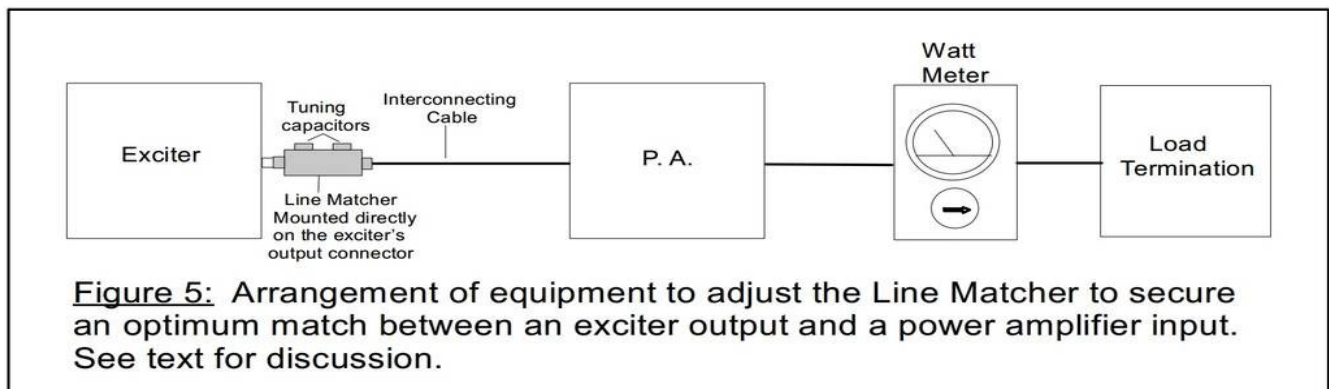 Watt
Meter
Tuning
capacitors
Interconnecting
Cable
Exciter
P. A.
Load
Termination
Line Matcher
Mounted directly
on the exciter's
output connector
Figure 5: Arrangement of equipment to adjust the Line Matcher to secure
an optimum match between an exciter output and a power amplifier input.
See text for discussion.